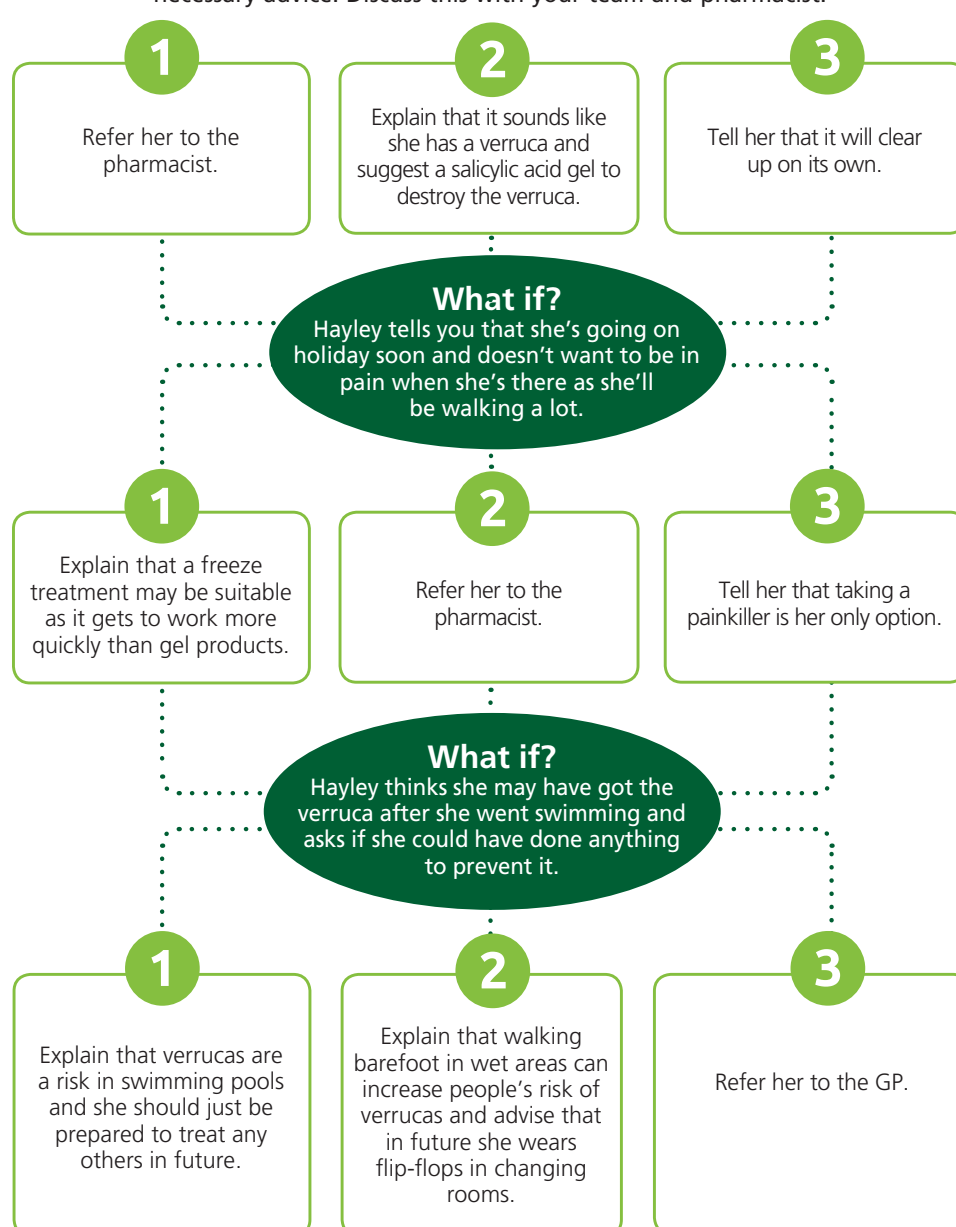 necessary advice. Discuss this with your team and pharmacist.
1
Refer her to the
pharmacist.
2
Explain that it sounds like
she has a verruca and
suggest a salicylic acid gel to
destroy the verruca.
3
Tell her that it will clear
up on its own.
What if?
Hayley tells you that she's going on
holiday soon and doesn't want to be in
pain when she's there as she'll
be walking a lot.
1
Explain that a freeze
treatment may be suitable
as it gets to work more
quickly than gel products.
2
Refer her to the
pharmacist.
3
Tell her that taking a
painkiller is her only option.
What if?
Hayley thinks she may have got the
verruca after she went swimming and
asks if she could have done anything
to prevent it.
1
Explain that verrucas are
a risk in swimming pools
and she should just be
prepared to treat any
others in future.
2
Explain that walking
barefoot in wet areas can
increase people's risk of
verrucas and advise that
in future she wears
flip-flops in changing
rooms.
3
Refer her to the GP.